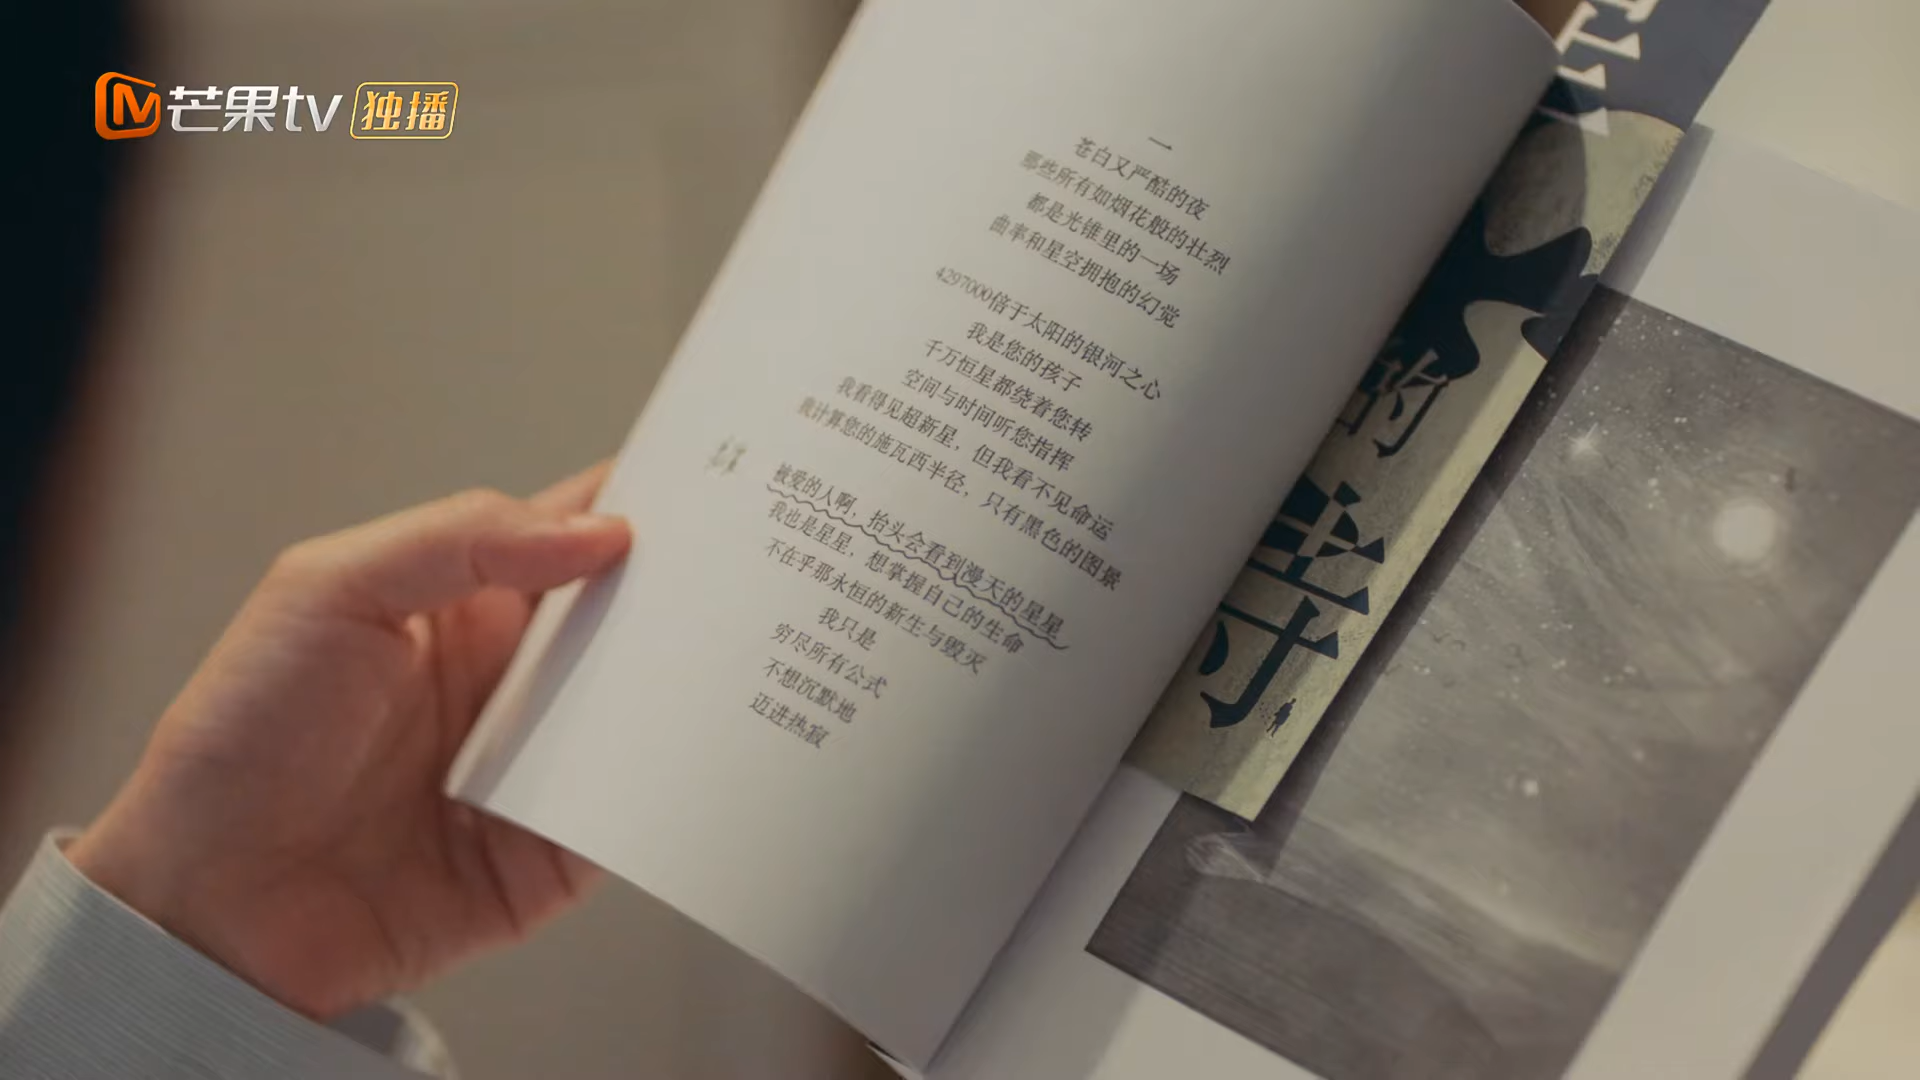 芒果tv 独播
一
苍白又严酷的夜
那些所有如烟花般的壮烈
都是光锥里的一场
曲率和星空拥抱的幻觉
4297000倍于太阳的银河之心
我是您的孩子
千万恒星都绕着您转
空间与时间听您指挥
我看得见超新星，但我看不见命运
我计算您的施瓦西半径，只有黑色的图景
被爱的人啊，抬头会看到漫天的星星
我也是星星，想掌握自己的生命
不在乎那永恒的新生与毁灭
我只是
穷尽所有公式
不想沉默地
迈进热寂
的